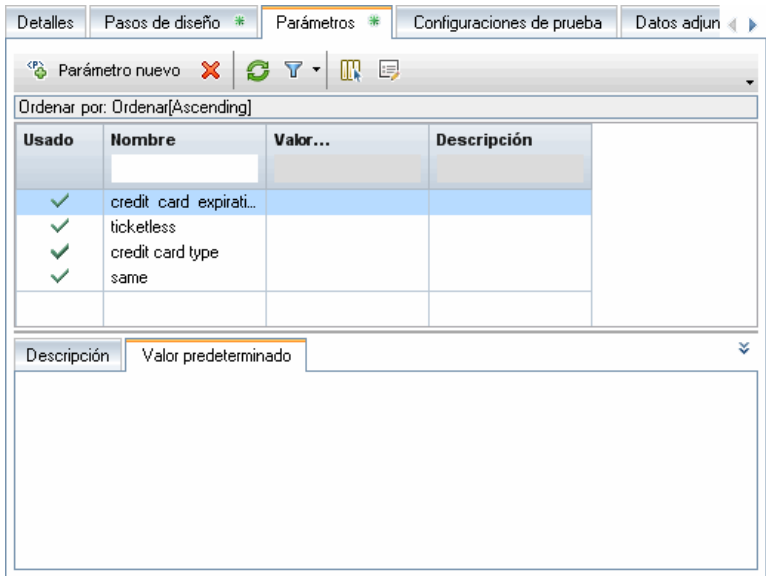 Detalles Pasos de diseño * Parámetros * Configuraciones de prueba Datos adjun
<P> Parámetro nuevo
Ordenar por: Ordenar[Ascending]
Usado Nombre Valor... Descripción
credit card expirati...
ticketless
credit card type
same
Descripción Valor predeterminado